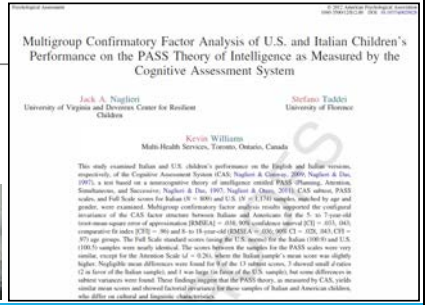 Psychological Assessment
© 2012 American Psychological Association
Multigroup Confirmatory Factor Analysis of U.S. and Italian Children's
Performance on the PASS Theory of Intelligence as Measured by the
Cognitive Assessment System
Jack A. Naglieri
University of Virginia and Devereux Center for Resilient
Children
Stefano Taddei
University of Florence
Kevin Williams
Multi-Health Services, Toronto, Ontario, Canada
This study examined Italian and U.S. children's performance on the English and Italian versions,
respectively, of the Cognitive Assessment System (CAS; Naglieri & Conway, 2009; Naglieri & Das,
1997), a test based on a neurocognitive theory of intelligence entitled PASS (Planning, Attention,
Simultaneous, and Successive; Naglieri & Das, 1997; Naglieri & Otero, 2011). CAS subtest, PASS
scales, and Full Scale scores for Italian (N = 809) and U.S. (N = 1,174) samples, matched by age and
gender, were examined. Multigroup confirmatory factor analysis results supported the configural
invariance of the CAS factor structure between Italians and Americans for the 5- to 7-year-old
(root-mean-square error of approximation [RMSEA] = .038, 90% confidence interval [CI] = .033, .043;
comparative fit index [CFI] = .96) and 8- to 18-year-old (RMSEA = .036, 90% CI = .028, .043; CFI =
.97) age groups. The Full Scale standard scores (using the U.S. norms) for the Italian (100.9) and U.S.
(100.5) samples were nearly identical. The scores between the samples for the PASS scales were very
similar, except for the Attention Scale (d = 0.26), where the Italian sample's mean score was slightly
higher. Negligible mean differences were found for 9 of the 13 subtest scores, 3 showed small d-ratios
(2 in favor of the Italian sample), and 1 was large (in favor of the U.S. sample), but some differences in
subtest variances were found. These findings suggest that the PASS theory, as measured by CAS, yields
similar mean scores and showed factorial invariance for these samples of Italian and American children,
who differ on cultural and linguistic characteristics.